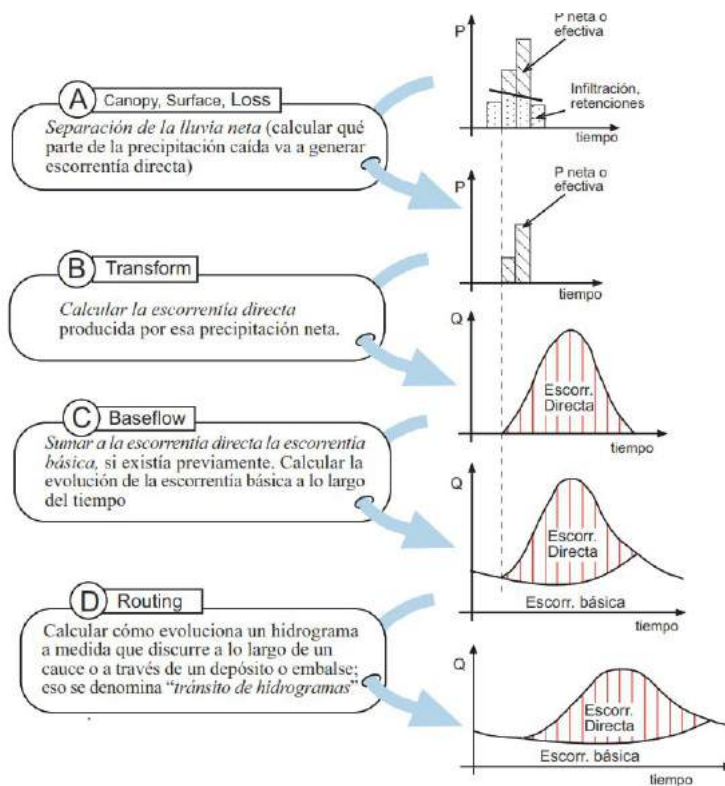 P
P neta o
efectiva
Infiltración,
retenciones
tiempo
A
Canopy, Surface, Loss
Separación de la lluvia neta (calcular qué
parte de la precipitación caída va a generar
escorrentía directa)
P
P neta o
efectiva
tiempo
B
Transform
Calcular la escorrentía directa
producida por esa precipitación neta.
Q
Escorr.
Directa
tiempo
C
Baseflow
Sumar a la escorrentía directa la escorrentía
básica, si existía previamente. Calcular la
evolución de la escorrentía básica a lo largo
del tiempo
Q
Escorr.
Directa
Escorr. básica
tiempo
D
Routing
Calcular cómo evoluciona un hidrograma
a medida que discurre a lo largo de un
cauce o a través de un depósito o embalse;
eso se denomina “tránsito de hidrogramas”
Q
Escorr.
Directa
Escorr. básica
tiempo